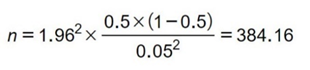 n = 1.96² × 0.5×(1−0.5) / 0.05² = 384.16